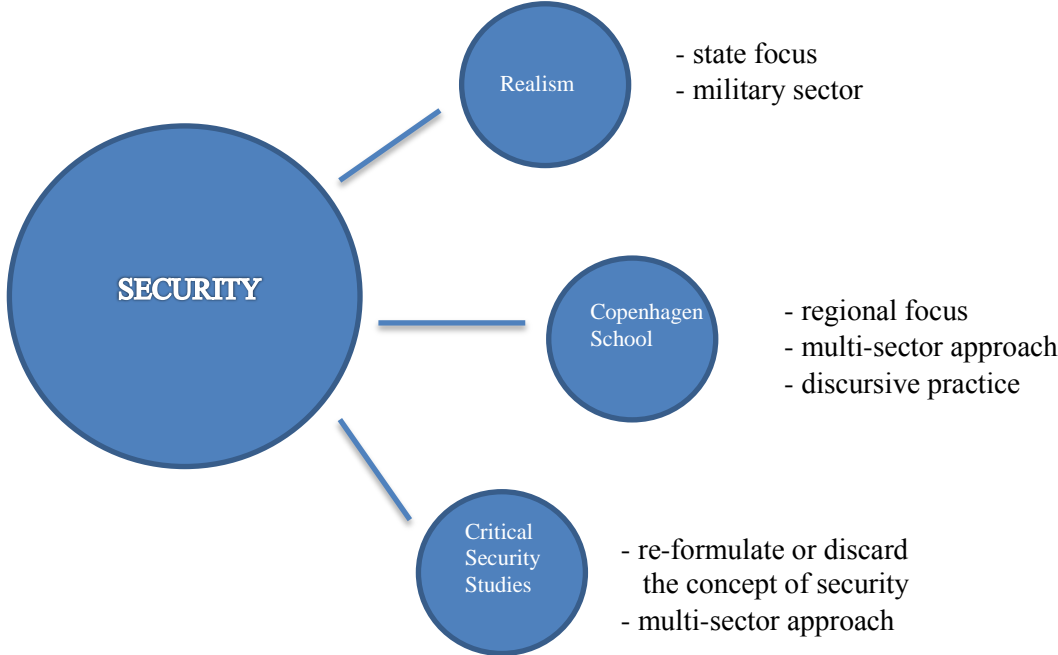 Realism
- state focus
- military sector
SECURITY
Copenhagen
School
- regional focus
- multi-sector approach
- discursive practice
Critical
Security
Studies
- re-formulate or discard
the concept of security
- multi-sector approach